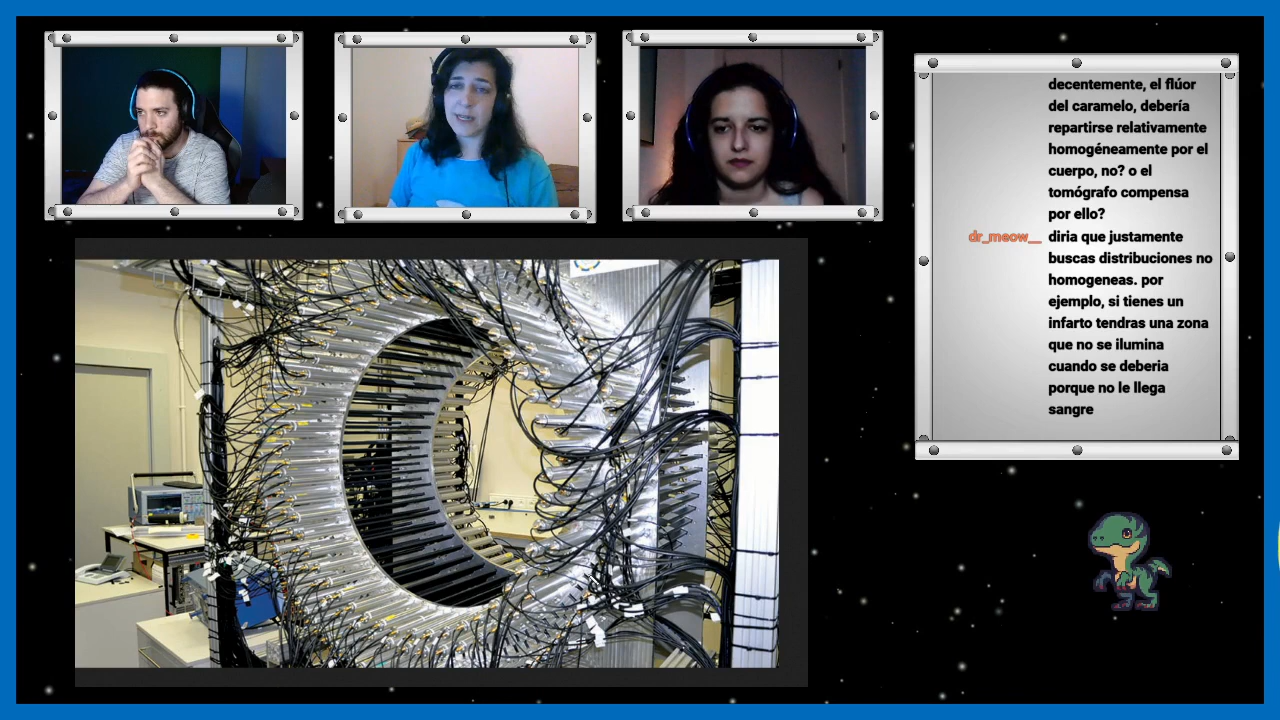 decentemente, el flúor
del caramelo, debería
repartirse relativamente
homogéneamente por el
cuerpo, no? o el
tomógrafo compensa
por ello?
dr_meow__ diria que justamente
buscas distribuciones no
homogeneas. por
ejemplo, si tienes un
infarto tendras una zona
que no se ilumina
cuando se deberia
porque no le llega
sangre